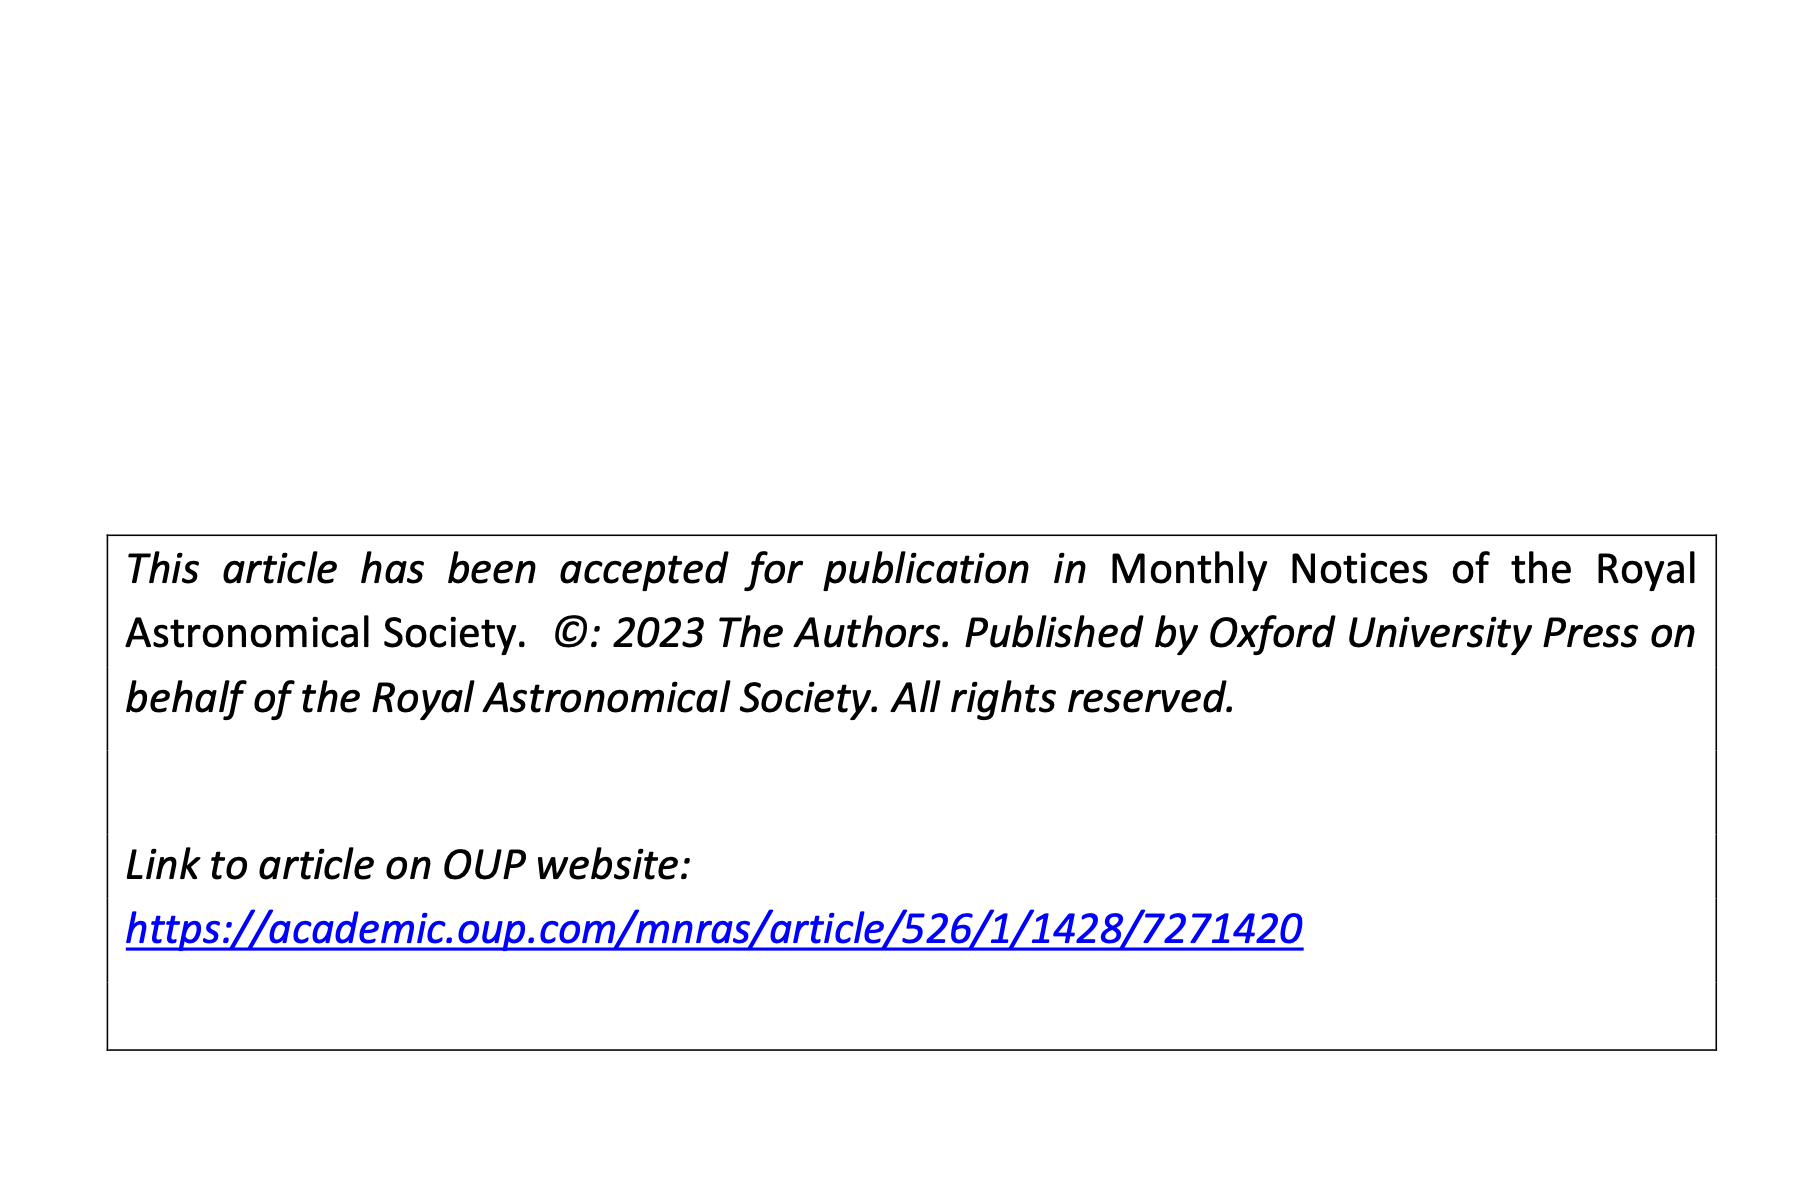 This article has been accepted for publication in Monthly Notices of the Royal
Astronomical Society. ©: 2023 The Authors. Published by Oxford University Press on
behalf of the Royal Astronomical Society. All rights reserved.
Link to article on OUP website:
https://academic.oup.com/mnras/article/526/1/1428/7271420